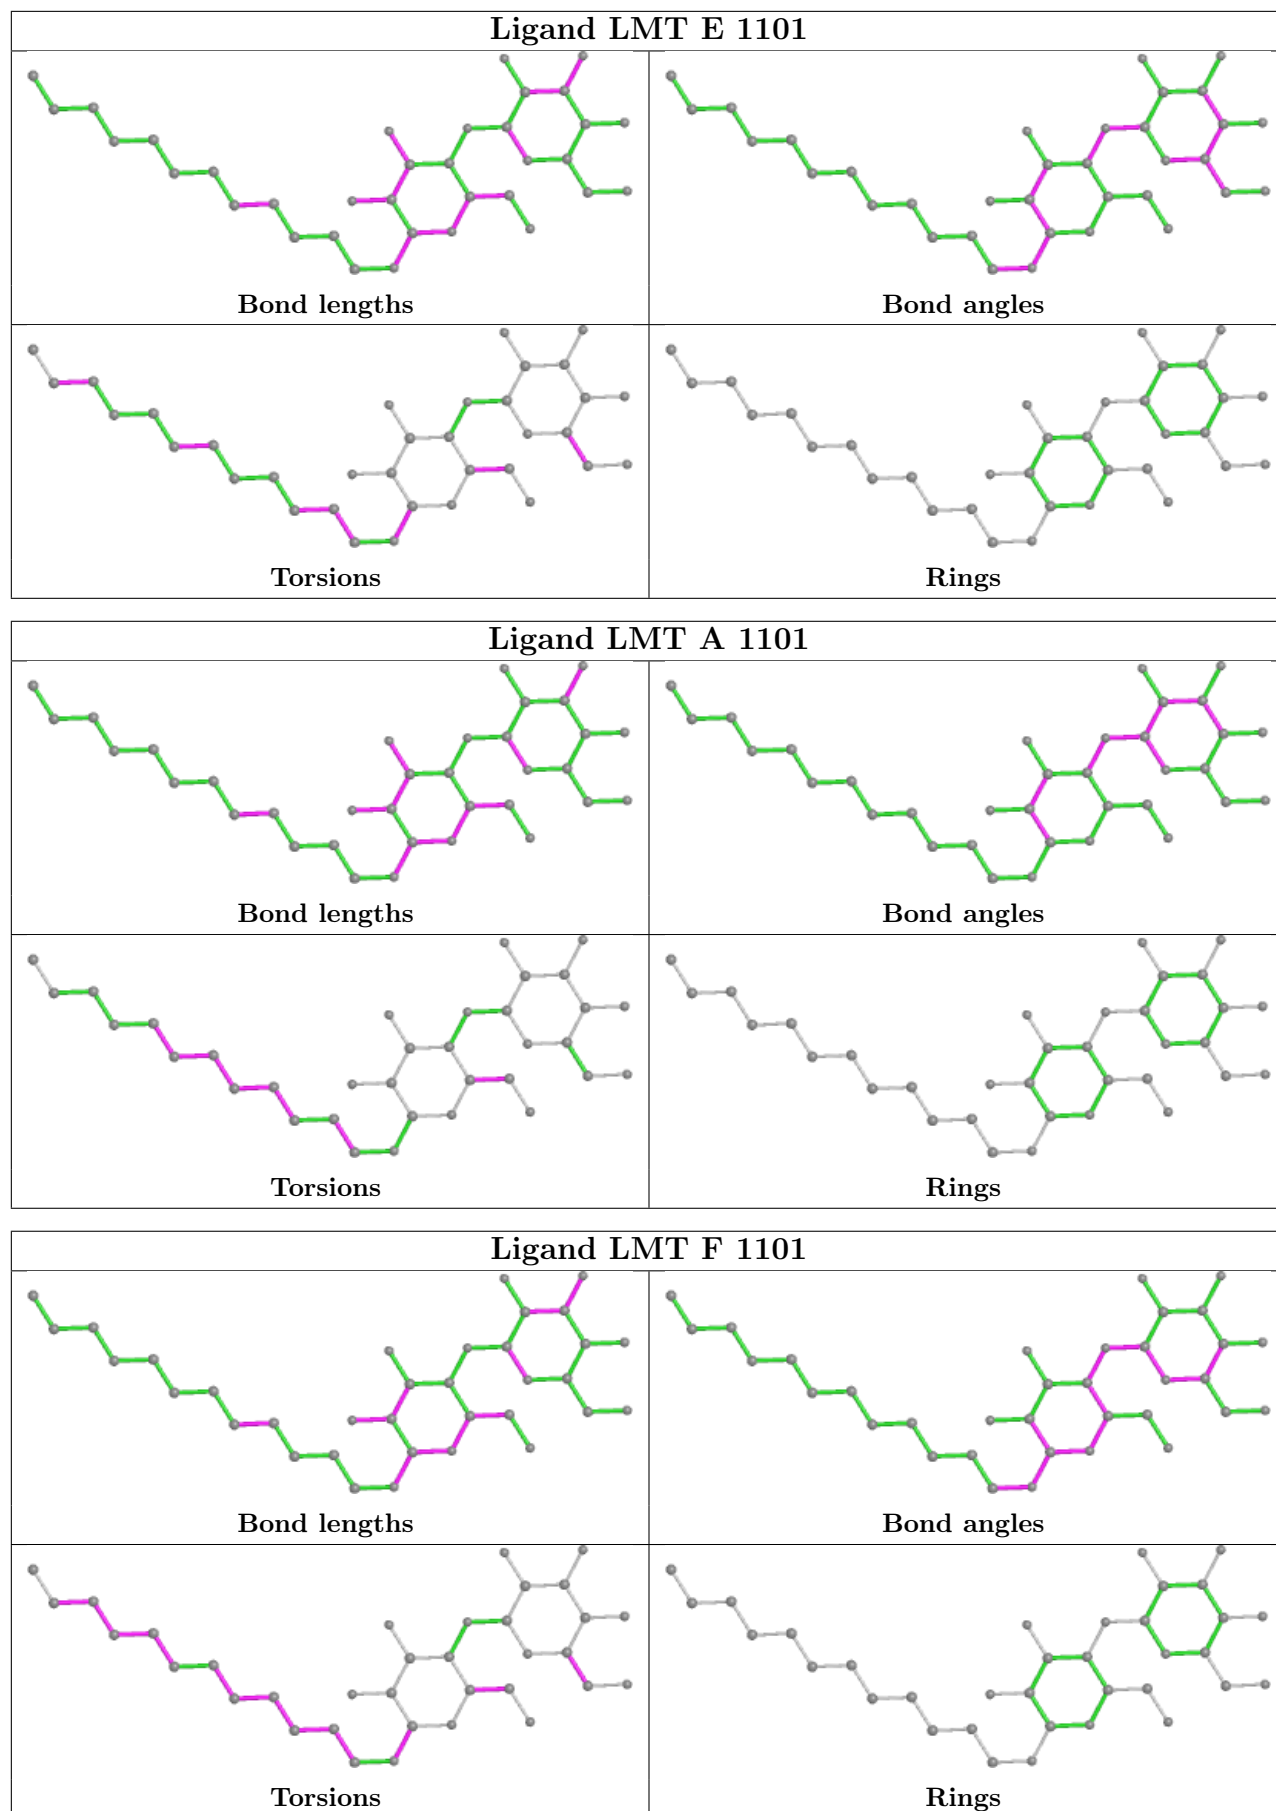 Ligand LMT E 1101
Bond lengths
Bond angles
Torsions
Rings
Ligand LMT A 1101
Bond lengths
Bond angles
Torsions
Rings
Ligand LMT F 1101
Bond lengths
Bond angles
Torsions
Rings